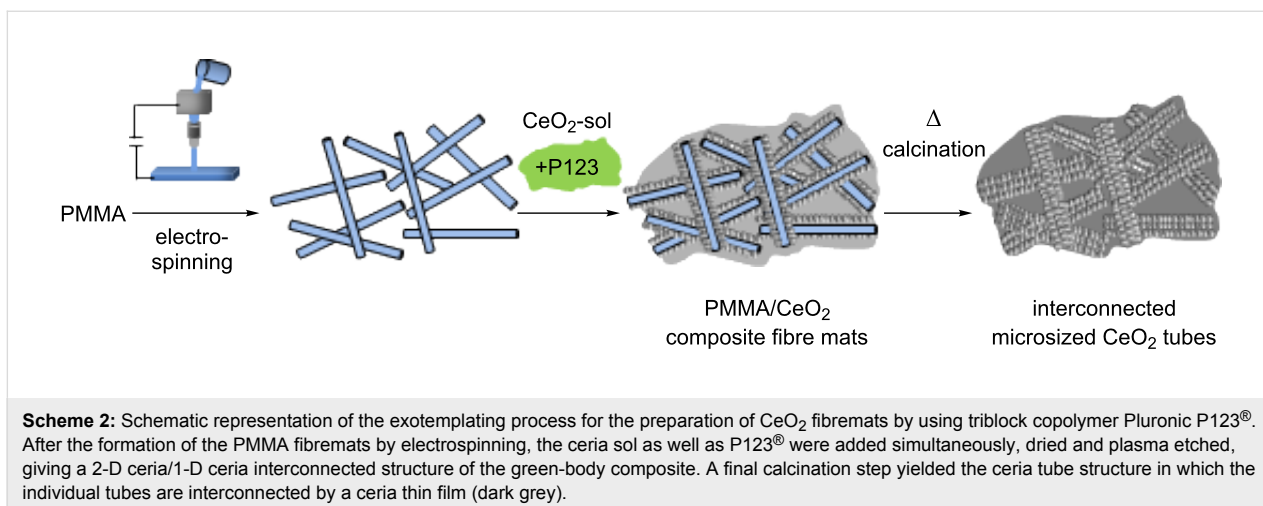 PMMA
electro-
spinning
CeO₂-sol
+P123
PMMA/CeO₂
composite fibre mats
Δ
calcination
interconnected
microsized CeO₂ tubes
Scheme 2: Schematic representation of the exotemplating process for the preparation of CeO₂ fibremats by using triblock copolymer Pluronic P123®.
After the formation of the PMMA fibremats by electrospinning, the ceria sol as well as P123® were added simultaneously, dried and plasma etched,
giving a 2-D ceria/1-D ceria interconnected structure of the green-body composite. A final calcination step yielded the ceria tube structure in which the
individual tubes are interconnected by a ceria thin film (dark grey).